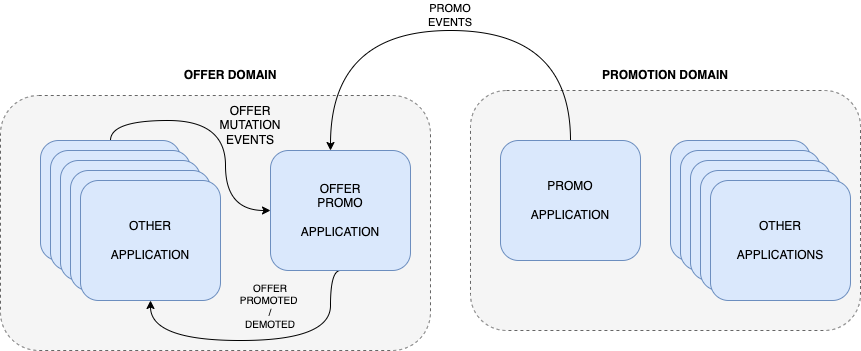 PROMO
EVENTS
OFFER DOMAIN
PROMOTION DOMAIN
OFFER
MUTATION
EVENTS
OFFER
PROMO
APPLICATION
PROMO
APPLICATION
OTHER
APPLICATION
OTHER
APPLICATIONS
OFFER
PROMOTED
/
DEMOTED